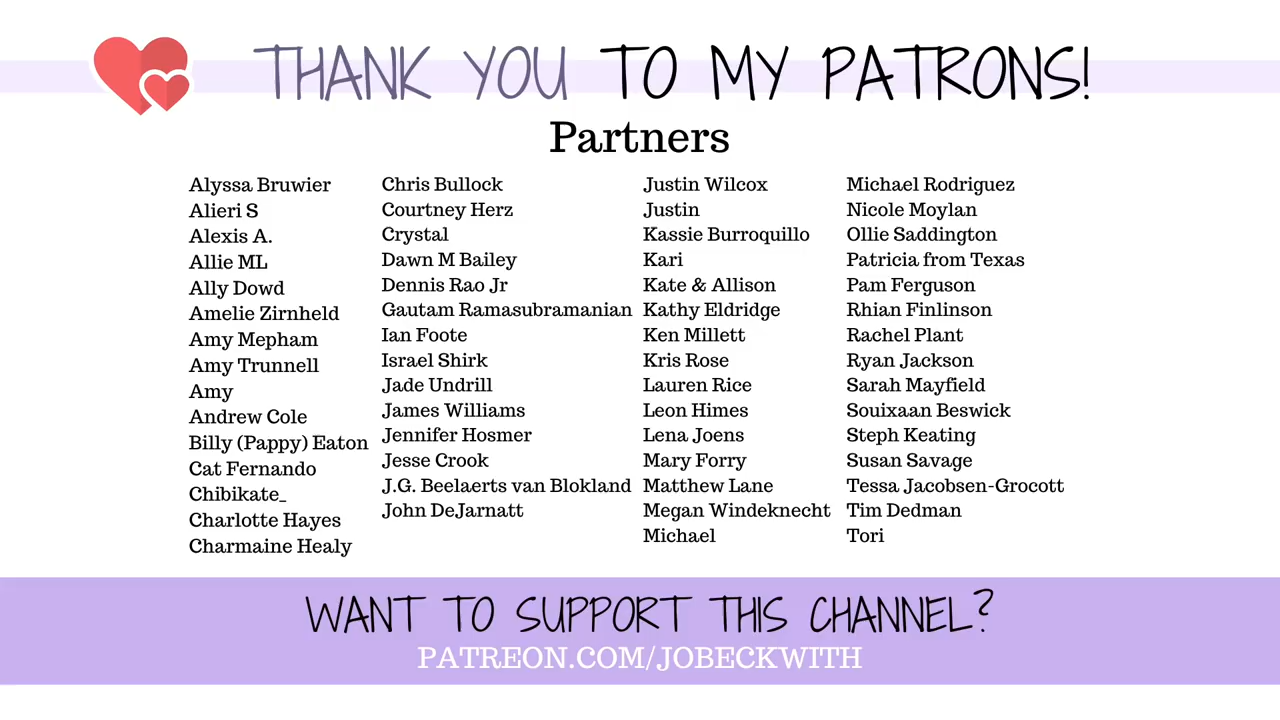 THANK YOU TO MY PATRONS!
Partners
Alyssa Bruwier
Alieri S
Alexis A.
Allie ML
Ally Dowd
Amelie Zirnheld
Amy Mepham
Amy Trunnell
Amy
Andrew Cole
Billy (Pappy) Eaton
Cat Fernando
Chibikate_
Charlotte Hayes
Charmaine Healy
Chris Bullock
Courtney Herz
Crystal
Dawn M Bailey
Dennis Rao Jr
Gautam Ramasubramanian
Ian Foote
Israel Shirk
Jade Undrill
James Williams
Jennifer Hosmer
Jesse Crook
J.G. Beelaerts van Blokland
John DeJarnatt
Justin Wilcox
Justin
Kassie Burroquillo
Kari
Kate & Allison
Kathy Eldridge
Ken Millett
Kris Rose
Lauren Rice
Leon Himes
Lena Joens
Mary Forry
Matthew Lane
Megan Windeknecht
Michael
Michael Rodriguez
Nicole Moylan
Ollie Saddington
Patricia from Texas
Pam Ferguson
Rhian Finlinson
Rachel Plant
Ryan Jackson
Sarah Mayfield
Souixaan Beswick
Steph Keating
Susan Savage
Tessa Jacobsen-Grocott
Tim Dedman
Tori
WANT TO SUPPORT THIS CHANNEL?
PATREON.COM/JOBECKWITH